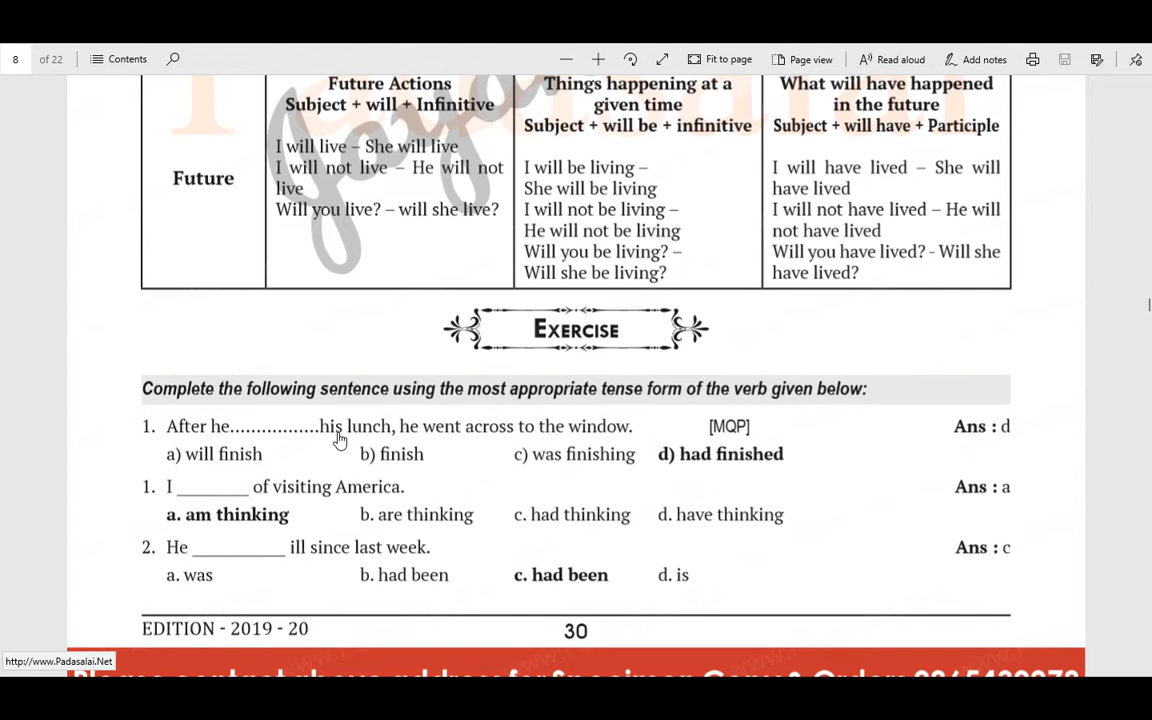 8 of 22 Contents Fit to page Page view Read aloud Add notes
Future Actions
Subject + will + Infinitive
I will live – She will live
I will not live – He will not
live
Will you live? – will she live?
Things happening at a
given time
Subject + will be + infinitive
I will be living –
She will be living
I will not be living –
He will not be living
Will you be living? –
Will she be living?
What will have happened
in the future
Subject + will have + Participle
I will have lived – She will
have lived
I will not have lived – He will
not have lived
Will you have lived? - Will she
have lived?
Future
EXERCISE
Complete the following sentence using the most appropriate tense form of the verb given below:
1. After he.................his lunch, he went across to the window. [MQP] Ans : d
a) will finish b) finish c) was finishing d) had finished
1. I ________ of visiting America. Ans : a
a. am thinking b. are thinking c. had thinking d. have thinking
2. He __________ ill since last week. Ans : c
a. was b. had been c. had been d. is
EDITION - 2019 - 20 30
http://www.Padasalai.Net